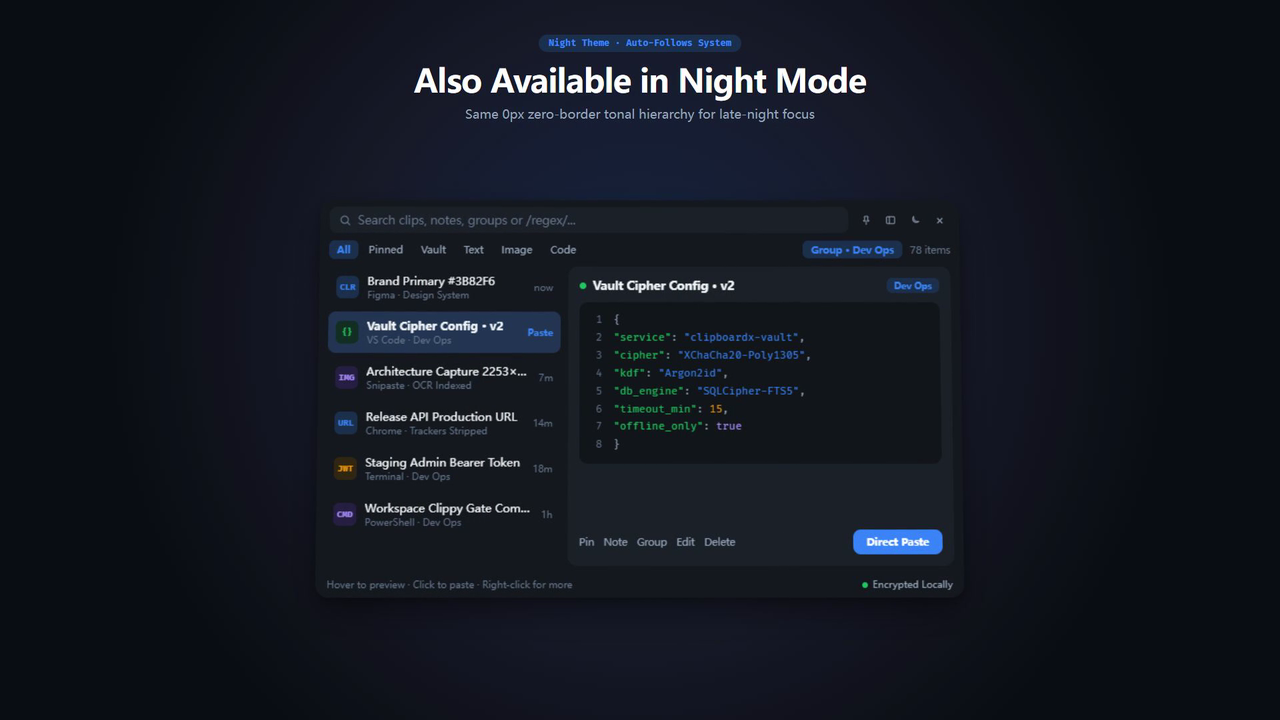 Night Theme · Auto-Follows System
Also Available in Night Mode
Same 0px zero-border tonal hierarchy for late-night focus
Search clips, notes, groups or /regex/...
All Pinned Vault Text Image Code
Group • Dev Ops 78 items
CLR Brand Primary #3B82F6 now
Figma · Design System
{} Vault Cipher Config • v2 Paste
VS Code · Dev Ops
IMG Architecture Capture 2253×... 7m
Snipaste · OCR Indexed
URL Release API Production URL 14m
Chrome · Trackers Stripped
JWT Staging Admin Bearer Token 18m
Terminal · Dev Ops
CMD Workspace Clippy Gate Com... 1h
PowerShell · Dev Ops
Vault Cipher Config • v2 Dev Ops
1 {
2 "service": "clipboardx-vault",
3 "cipher": "XChaCha20-Poly1305",
4 "kdf": "Argon2id",
5 "db_engine": "SQLCipher-FTS5",
6 "timeout_min": 15,
7 "offline_only": true
8 }
Pin Note Group Edit Delete Direct Paste
Hover to preview · Click to paste · Right-click for more
Encrypted Locally